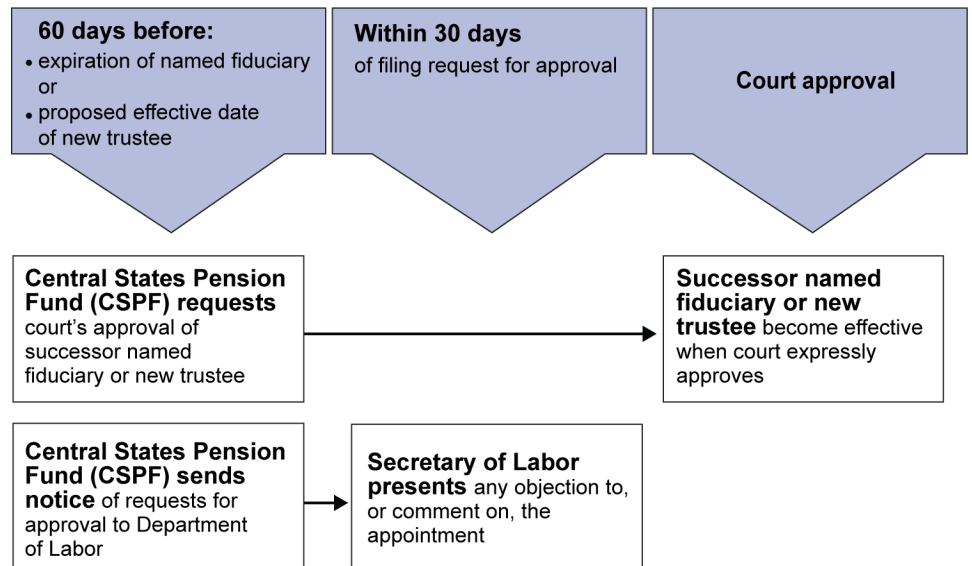 60 days before:
• expiration of named fiduciary
or
• proposed effective date
of new trustee
Within 30 days
of filing request for approval
Court approval
Central States Pension
Fund (CSPF) requests
court's approval of
successor named
fiduciary or new trustee
Successor named
fiduciary or new
trustee become effective
when court expressly
approves
Central States Pension
Fund (CSPF) sends
notice of requests for
approval to Department
of Labor
Secretary of Labor
presents any objection to,
or comment on, the
appointment